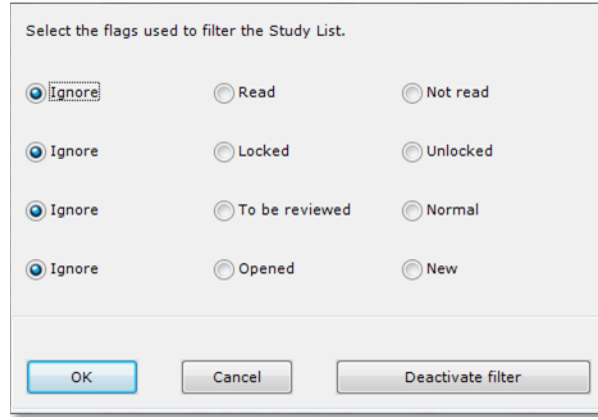 Select the flags used to filter the Study List.
Ignore Read Not read
Ignore Locked Unlocked
Ignore To be reviewed Normal
Ignore Opened New
OK Cancel Deactivate filter